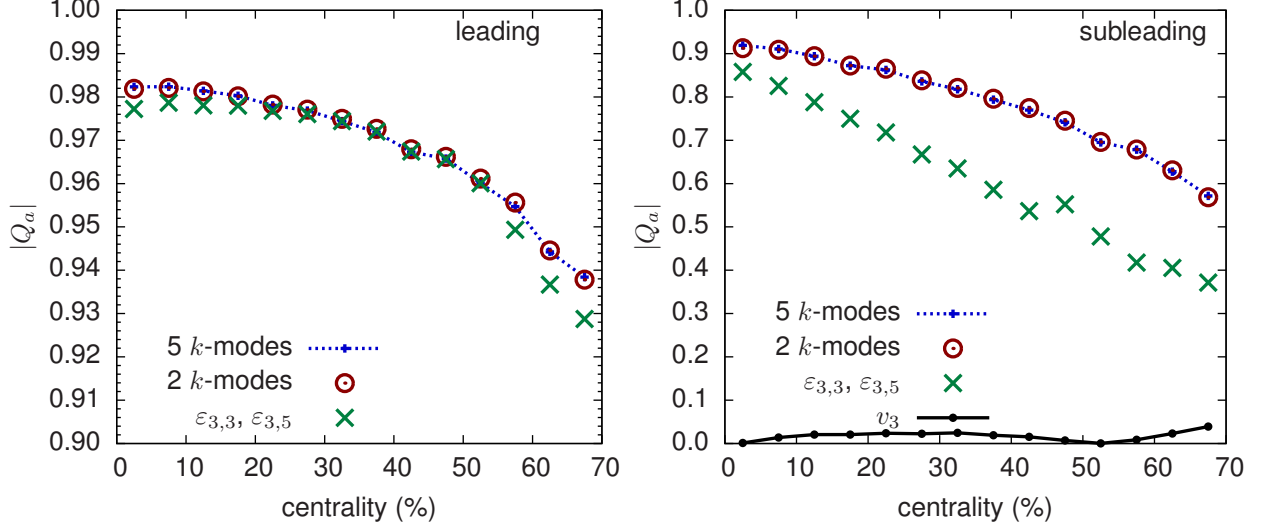 leading
|Q_a|
1.00
0.99
0.98
0.97
0.96
0.95
0.94
0.93
0.92
0.91
0.90
5 k-modes
2 k-modes
ε_{3,3}, ε_{3,5}
0 10 20 30 40 50 60 70
centrality (%)
subleading
|Q_a|
1.0
0.9
0.8
0.7
0.6
0.5
0.4
0.3
0.2
0.1
0.0
5 k-modes
2 k-modes
ε_{3,3}, ε_{3,5}
v_3
0 10 20 30 40 50 60 70
centrality (%)